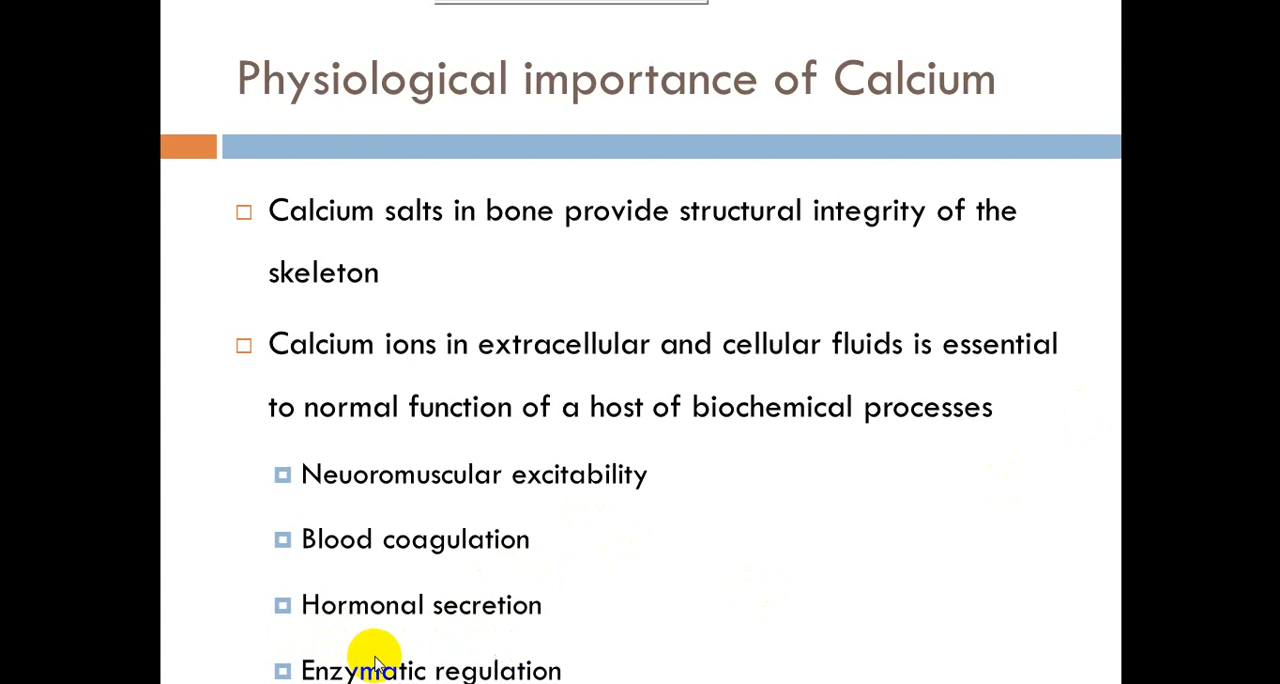 Physiological importance of Calcium
Calcium salts in bone provide structural integrity of the
skeleton
Calcium ions in extracellular and cellular fluids is essential
to normal function of a host of biochemical processes
Neuoromuscular excitability
Blood coagulation
Hormonal secretion
Enzymatic regulation